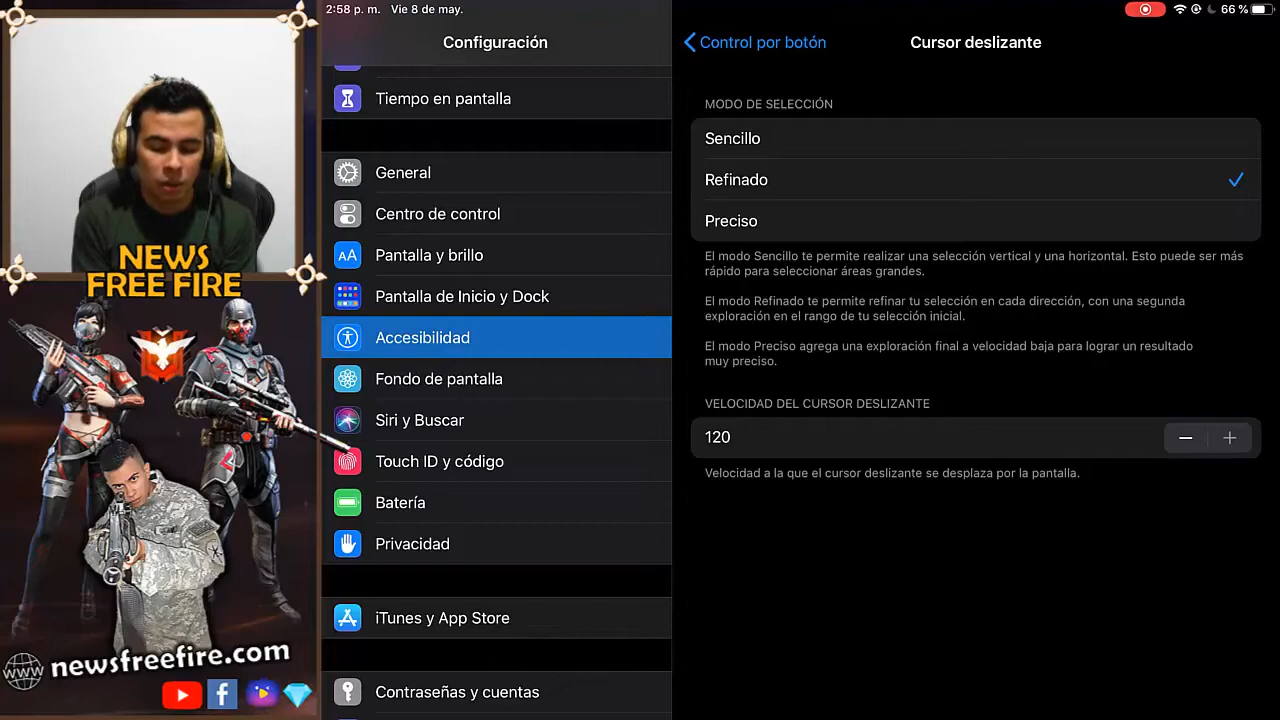 2:58 p. m. Vie 8 de may.
66 %
Configuración
Tiempo en pantalla
General
Centro de control
AA Pantalla y brillo
Pantalla de Inicio y Dock
Accesibilidad
Fondo de pantalla
Siri y Buscar
Touch ID y código
Batería
Privacidad
iTunes y App Store
Contraseñas y cuentas
Control por botón
Cursor deslizante
MODO DE SELECCIÓN
Sencillo
Refinado
Preciso
El modo Sencillo te permite realizar una selección vertical y una horizontal. Esto puede ser más
rápido para seleccionar áreas grandes.
El modo Refinado te permite refinar tu selección en cada dirección, con una segunda
exploración en el rango de tu selección inicial.
El modo Preciso agrega una exploración final a velocidad baja para lograr un resultado
muy preciso.
VELOCIDAD DEL CURSOR DESLIZANTE
120
Velocidad a la que el cursor deslizante se desplaza por la pantalla.
NEWS
FREE FIRE
www newsfreefire.com